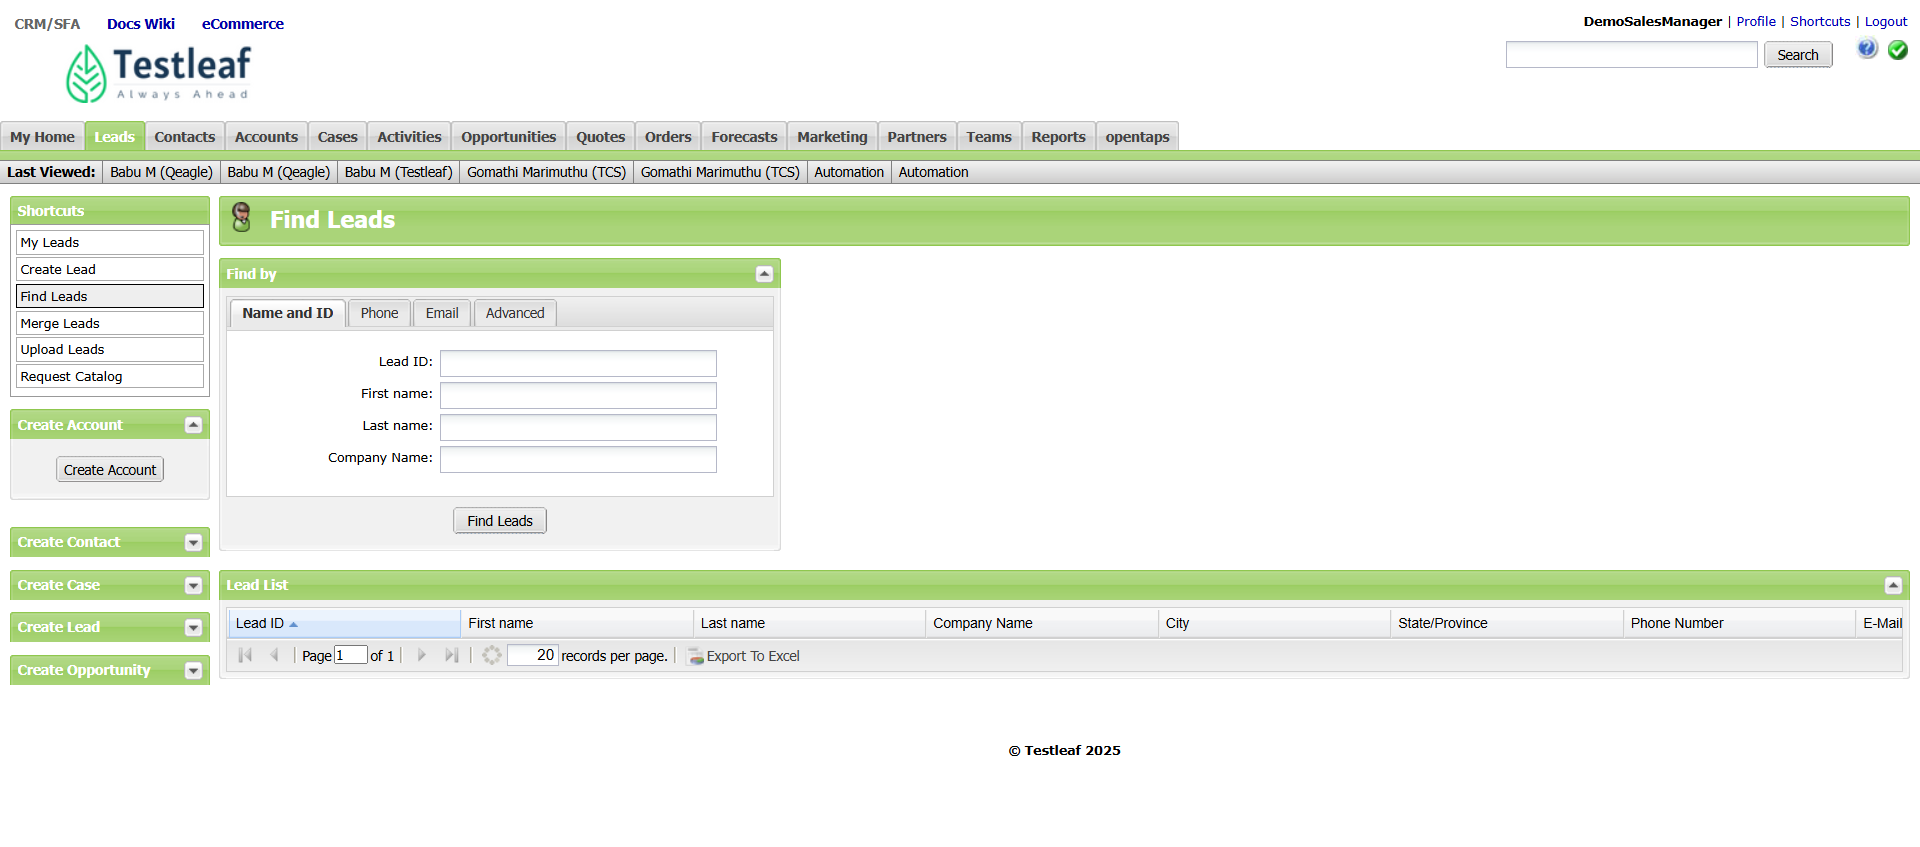 CRM/SFA Docs Wiki eCommerce
DemoSalesManager | Profile | Shortcuts | Logout
Search
Testleaf
Always Ahead
My Home Leads Contacts Accounts Cases Activities Opportunities Quotes Orders Forecasts Marketing Partners Teams Reports opentaps
Last Viewed: Babu M (Qeagle) Babu M (Qeagle) Babu M (Testleaf) Gomathi Marimuthu (TCS) Gomathi Marimuthu (TCS) Automation Automation
Shortcuts
My Leads
Create Lead
Find Leads
Merge Leads
Upload Leads
Request Catalog
Create Account
Create Account
Create Contact
Create Case
Create Lead
Create Opportunity
Find Leads
Find by
Name and ID Phone Email Advanced
Lead ID:
First name:
Last name:
Company Name:
Find Leads
Lead List
Lead ID First name Last name Company Name City State/Province Phone Number E-Mail
Page 1 of 1 | 20 records per page. | Export To Excel
© Testleaf 2025